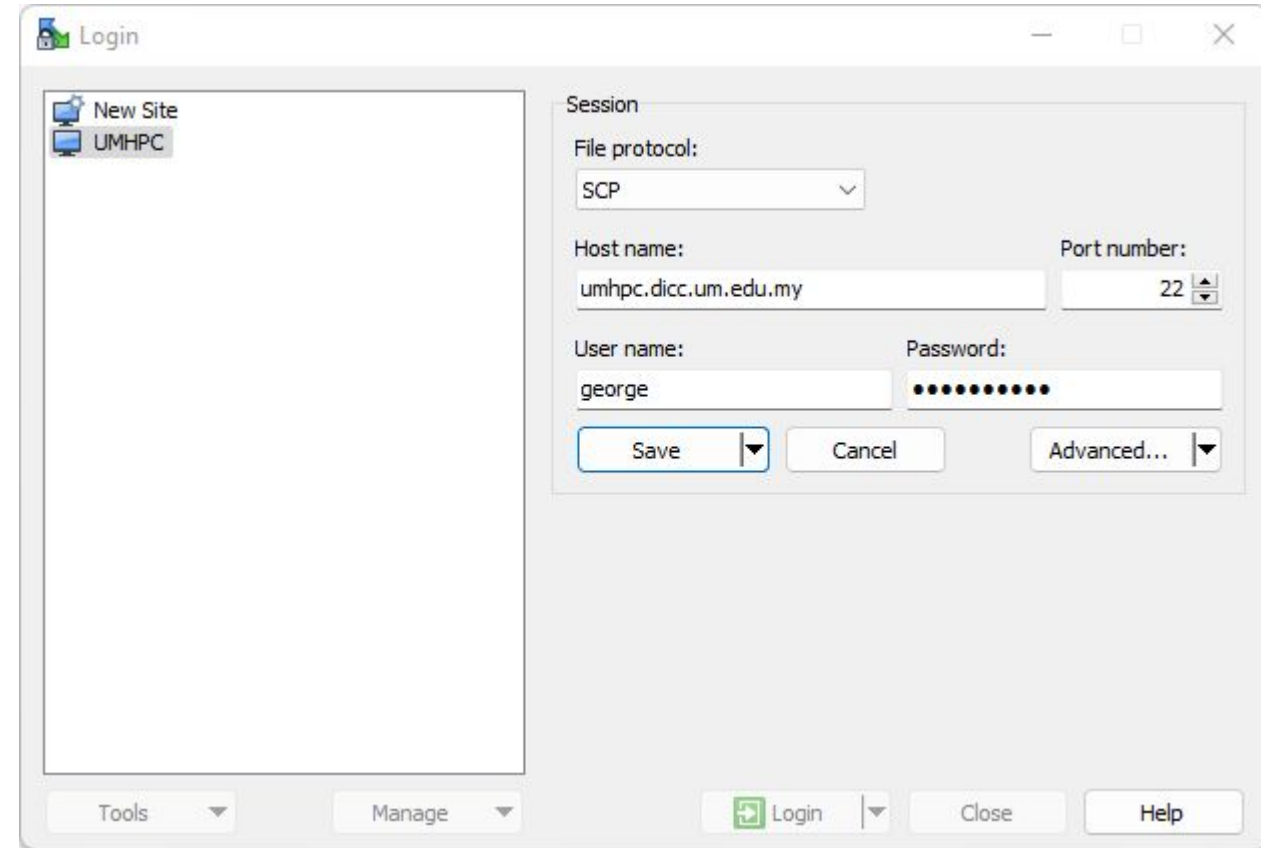 Login
New Site
UMHPC
Session
File protocol:
SCP
Host name:
Port number:
umhpc.dicc.um.edu.my
22
User name:
Password:
george
••••••••••
Save
Cancel
Advanced...
Tools
Manage
Login
Close
Help